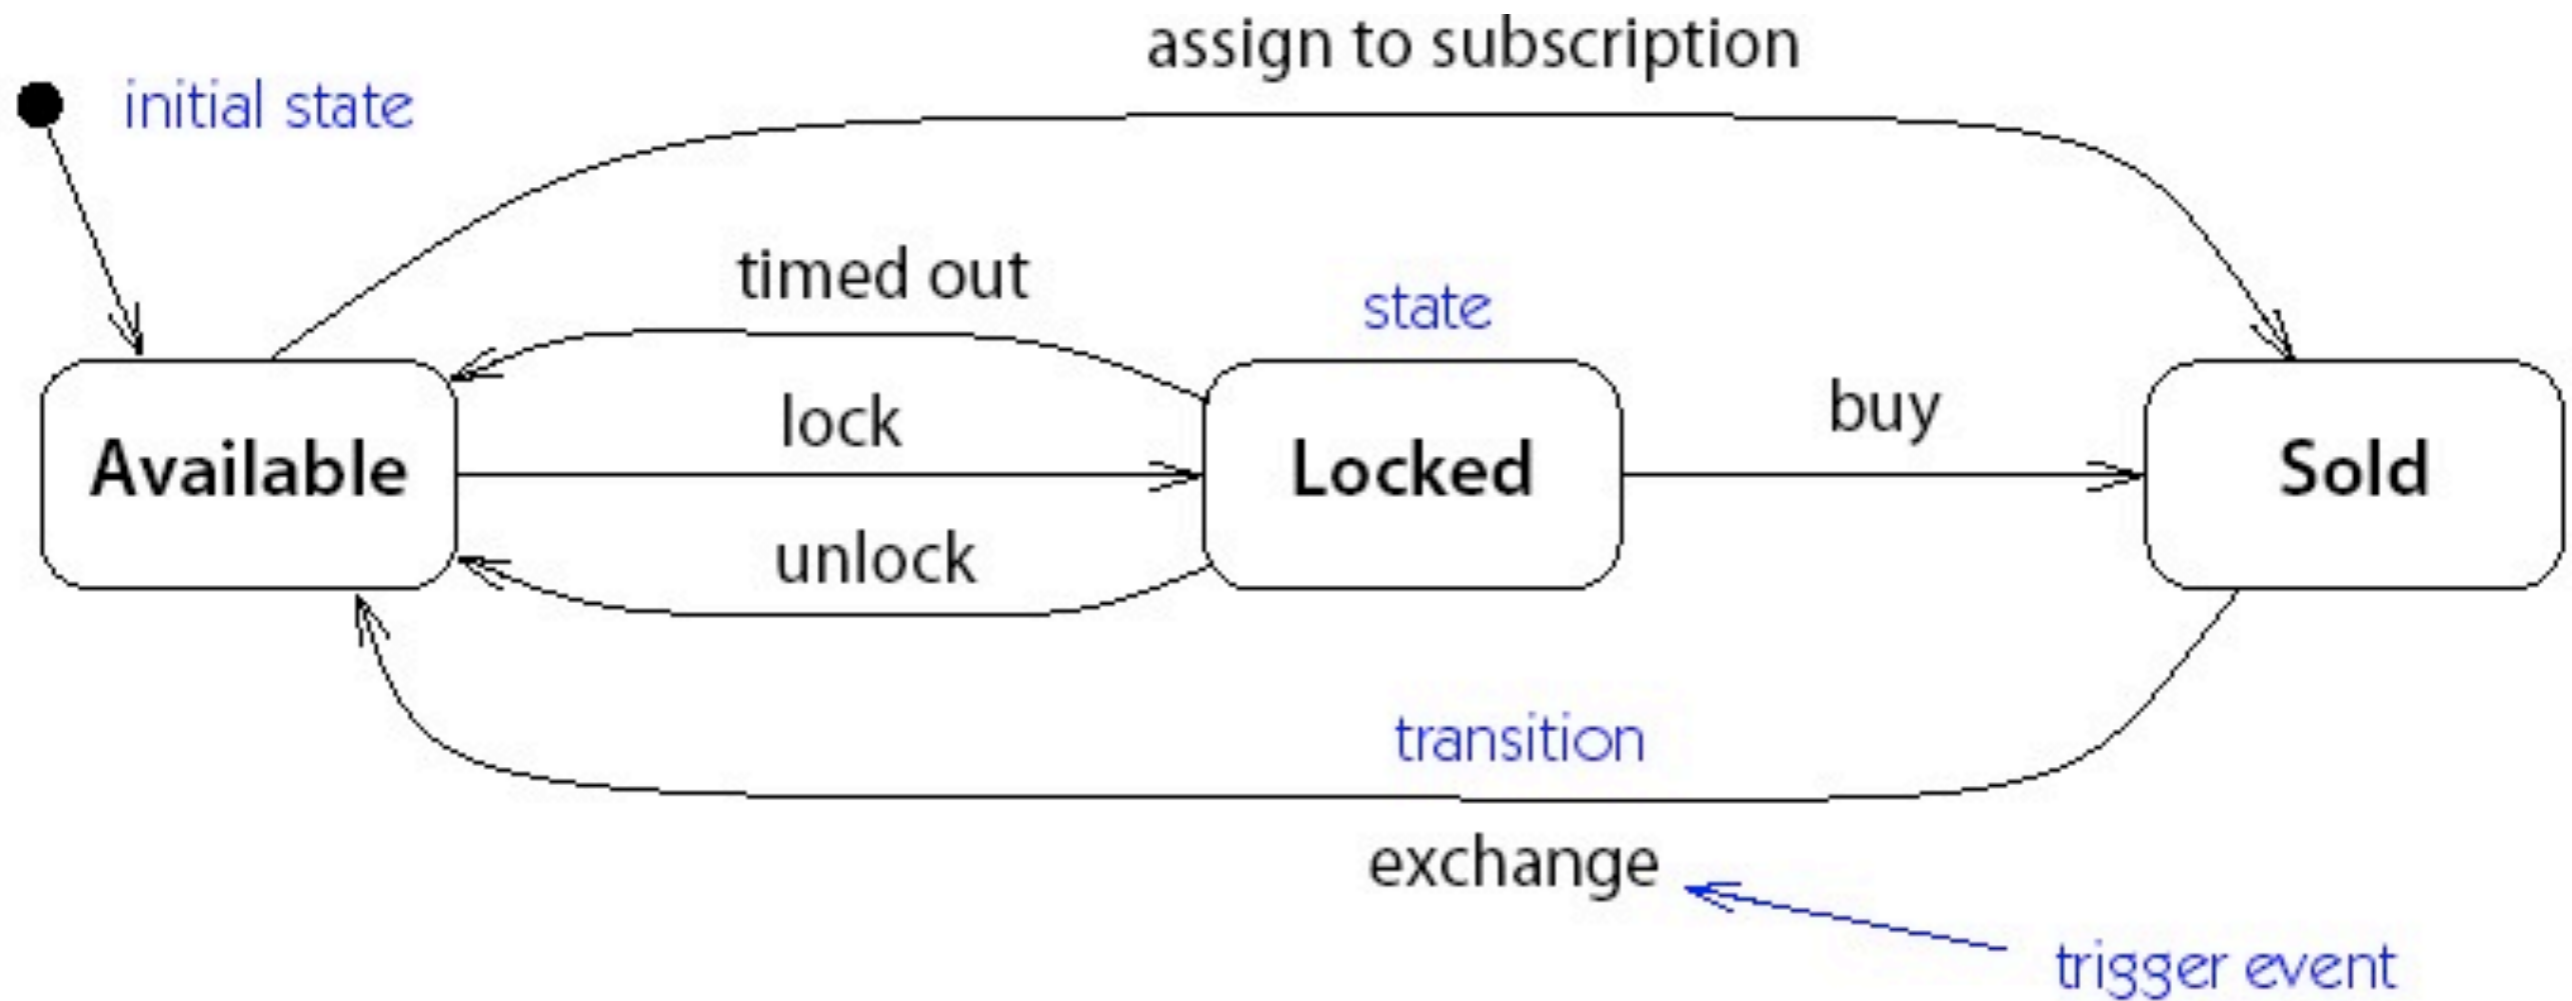 assign to subscription
initial state
timed out
state
lock
buy
Available
Locked
Sold
unlock
transition
exchange
trigger event